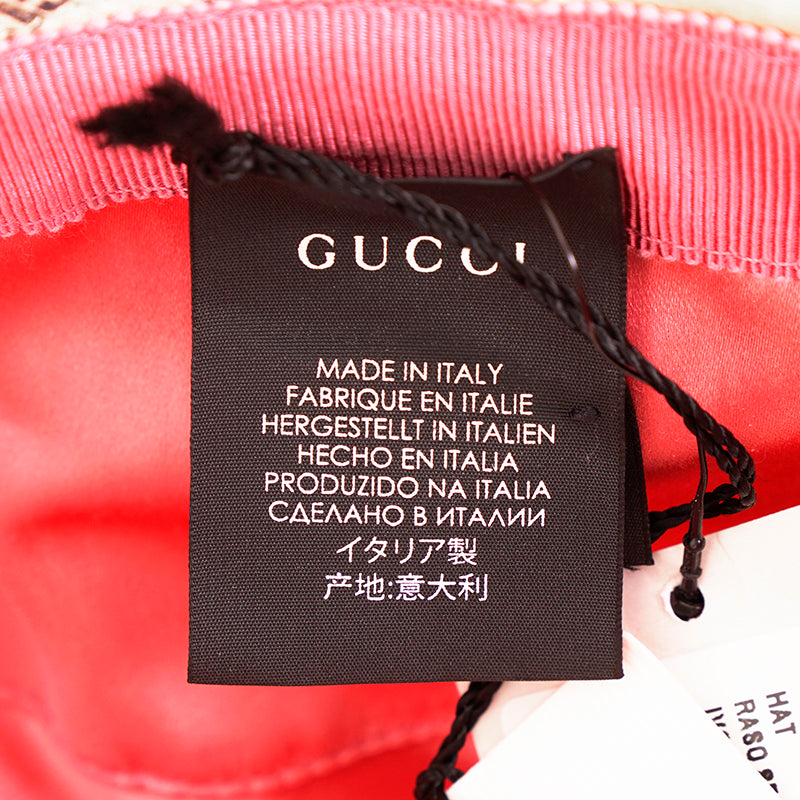 GUCCI
MADE IN ITALY
FABRIQUE EN ITALIE
HERGESTELLT IN ITALIEN
HECHO EN ITALIA
PRODUZIDO NA ITALIA
СДЕЛАНО В ИТАЛИИ
イタリア製
产地:意大利
HAT
RASO